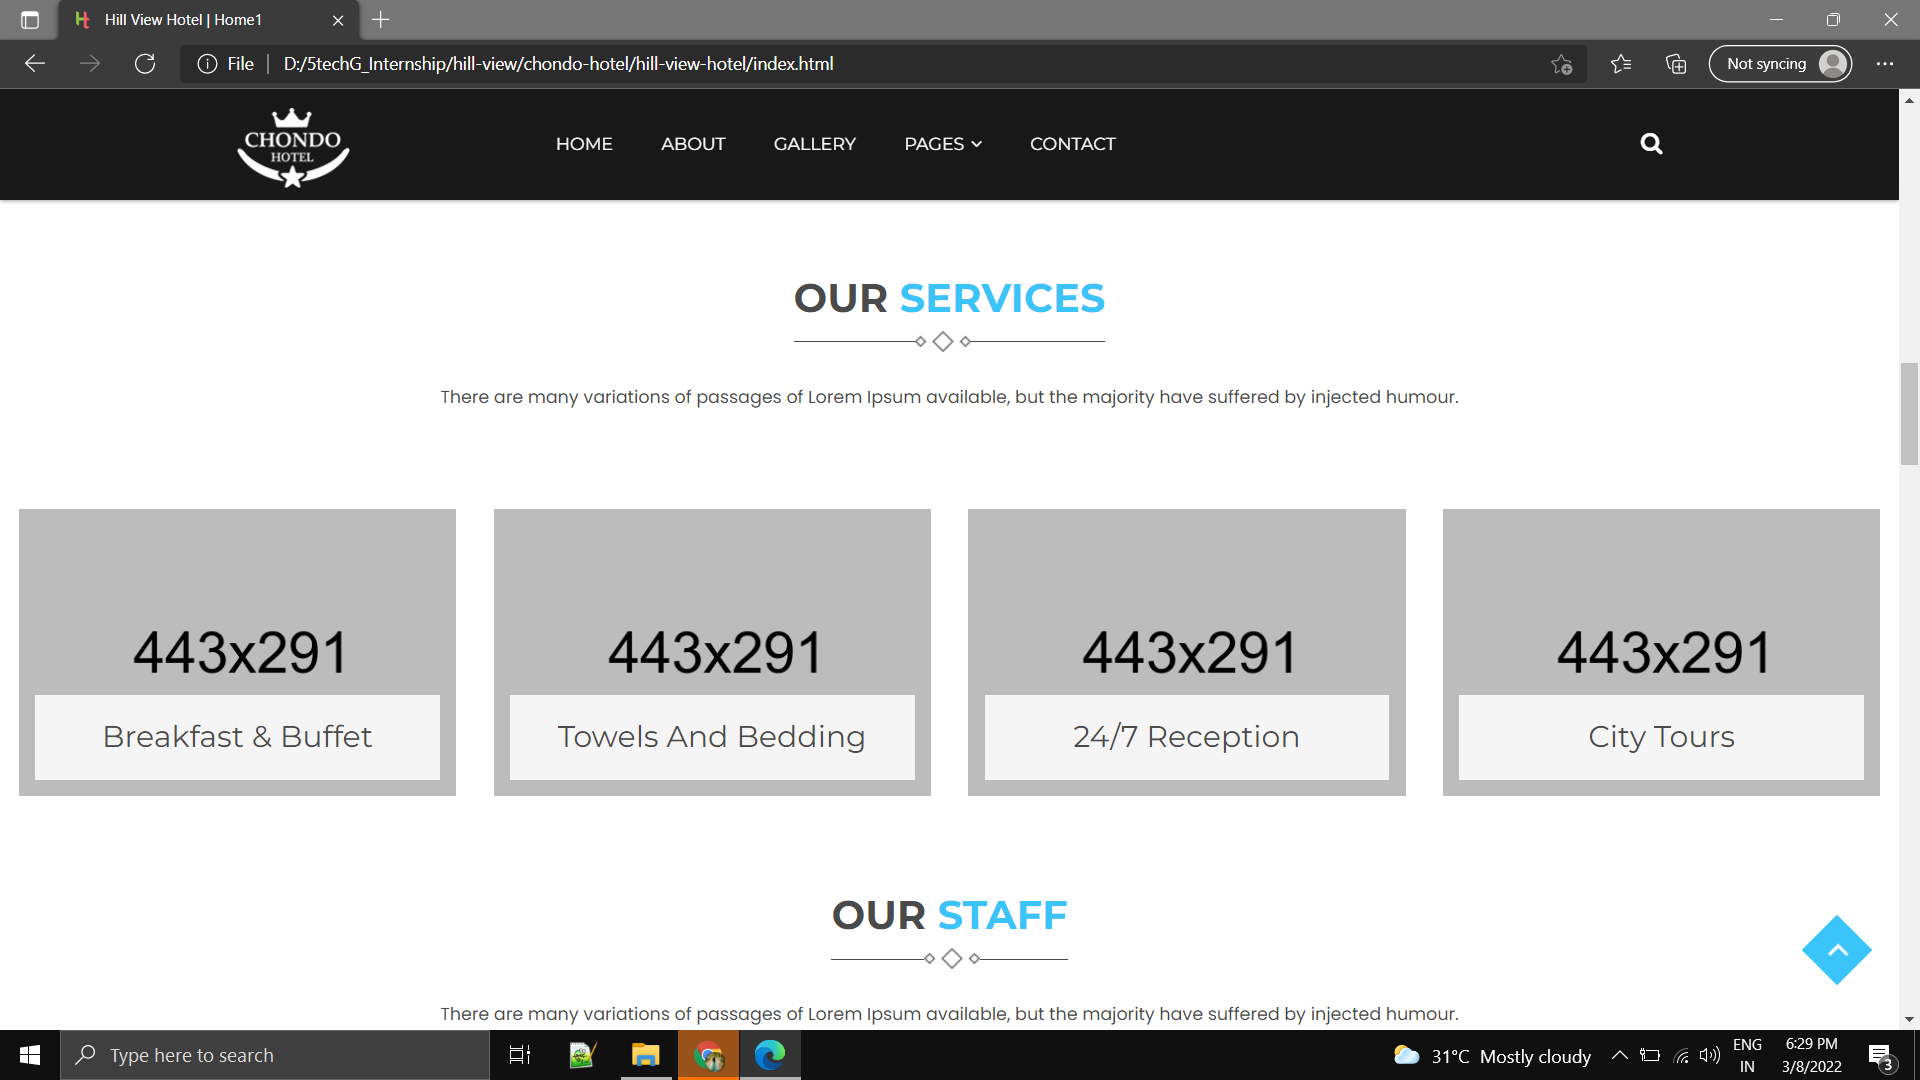 Hill View Hotel | Home1
File
D:/5techG_Internship/hill-view/chondo-hotel/hill-view-hotel/index.html
Not syncing
CHONDO
HOTEL
HOME
ABOUT
GALLERY
PAGES
CONTACT
OUR SERVICES
There are many variations of passages of Lorem Ipsum available, but the majority have suffered by injected humour.
443x291
443x291
443x291
443x291
Breakfast & Buffet
Towels And Bedding
24/7 Reception
City Tours
OUR STAFF
There are many variations of passages of Lorem Ipsum available, but the majority have suffered by injected humour.
Type here to search
31°C Mostly cloudy
ENG
IN
6:29 PM
3/8/2022
3